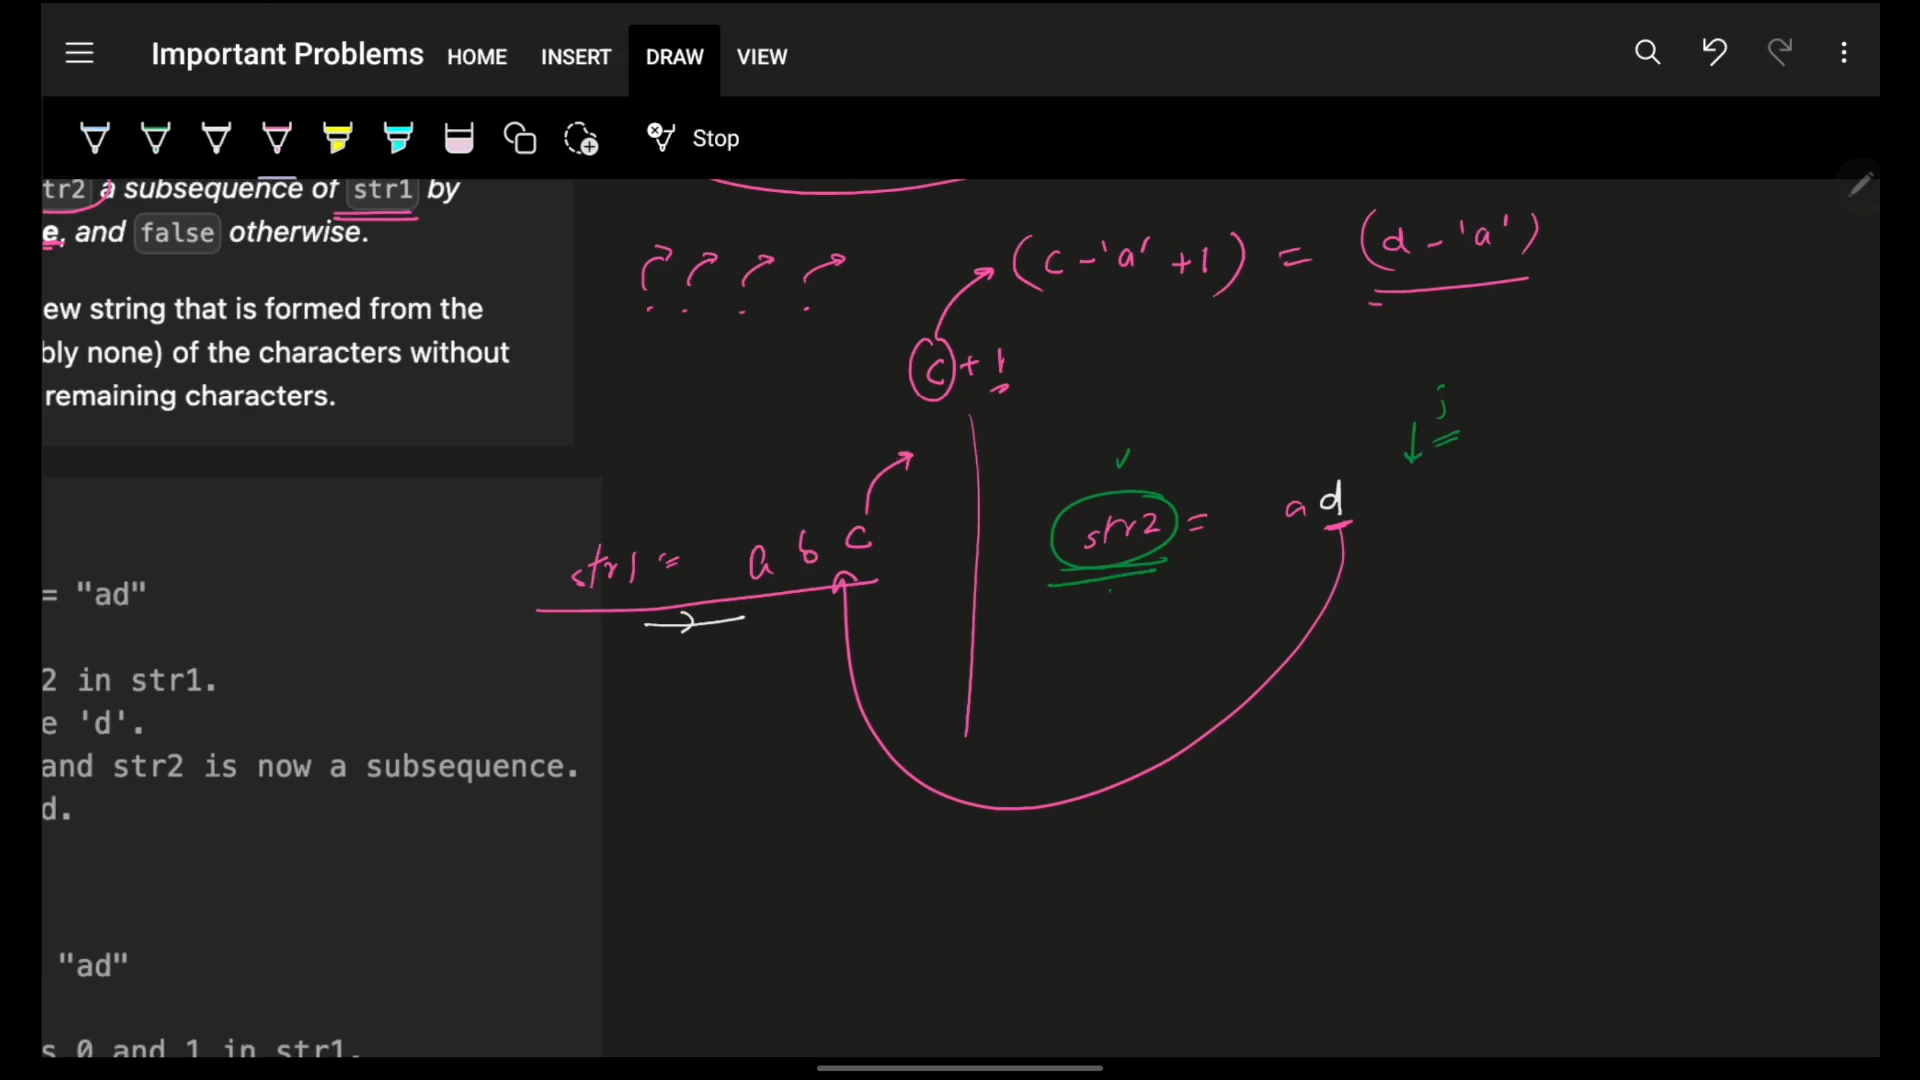 Important Problems HOME INSERT DRAW VIEW
Stop
tr2 a subsequence of str1 by
e, and false otherwise.
ew string that is formed from the
bly none) of the characters without
remaining characters.
= "ad"
2 in str1.
e 'd'.
and str2 is now a subsequence.
d.
"ad"
s 0 and 1 in str1.
(c - 'a' + 1) = (d - 'a')
c + 1
j
str1 = a b c
str2 = a d